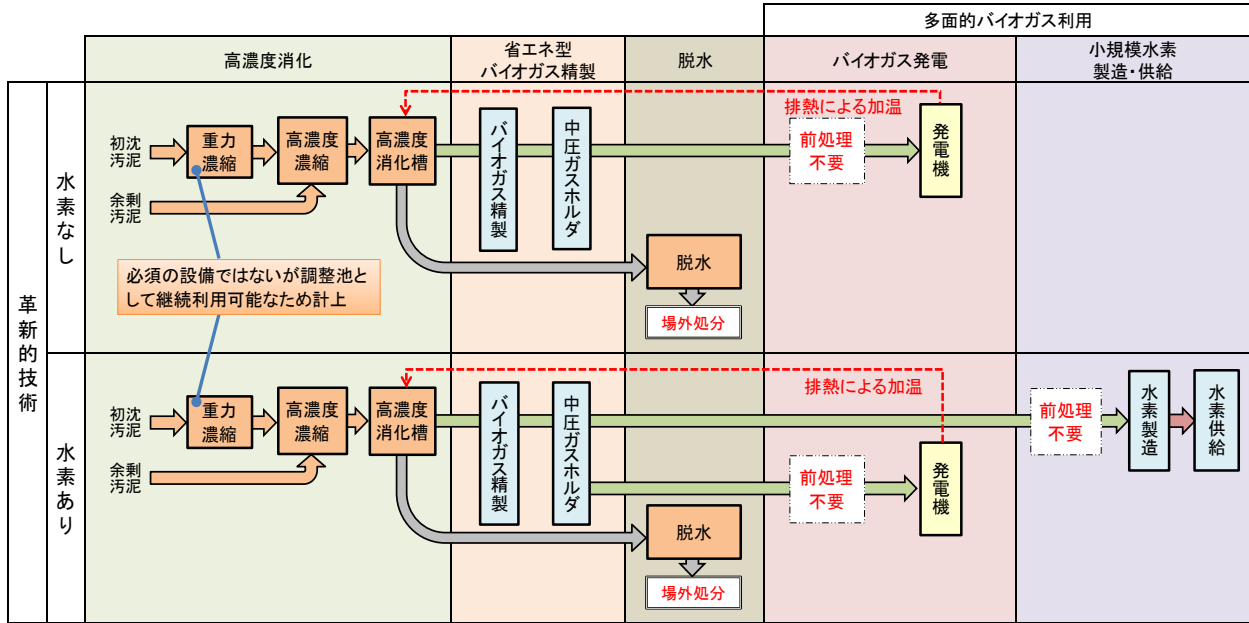 多面的バイオガス利用
高濃度消化
省エネ型
バイオガス精製
脱水
バイオガス発電
小規模水素
製造・供給
革新的技術
水素なし
初沈
汚泥
重力
濃縮
高濃度
濃縮
高濃度
消化槽
バイオガス精製
中圧ガスホルダ
排熱による加温
前処理
不要
発電機
余剰
汚泥
脱水
場外処分
必須の設備ではないが調整池と
して継続利用可能なため計上
水素あり
初沈
汚泥
重力
濃縮
高濃度
濃縮
高濃度
消化槽
バイオガス精製
中圧ガスホルダ
排熱による加温
前処理
不要
水素製造
水素供給
余剰
汚泥
前処理
不要
発電機
脱水
場外処分